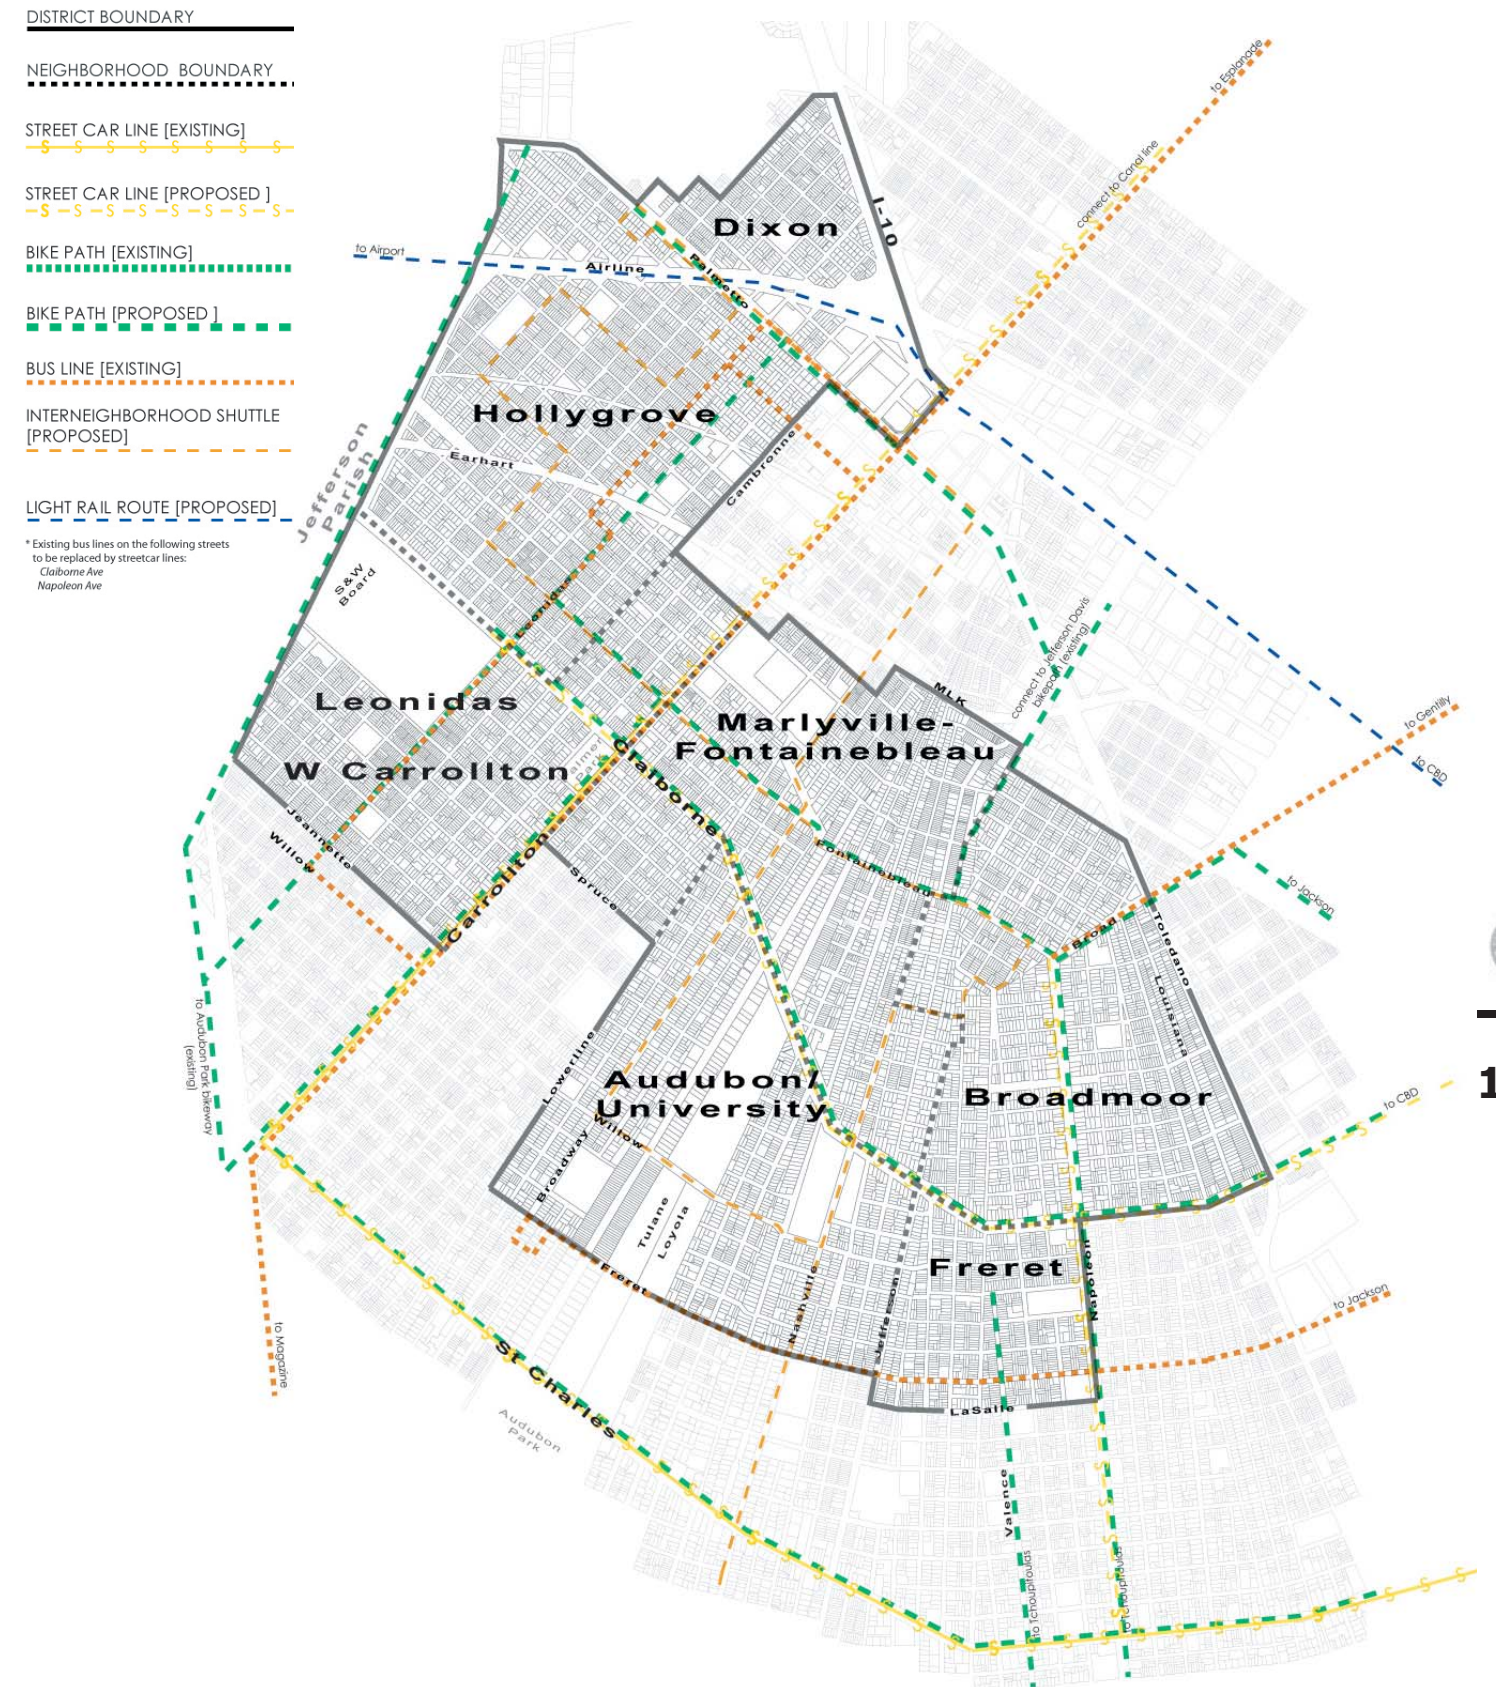 DISTRICT BOUNDARY
NEIGHBORHOOD BOUNDARY
STREET CAR LINE [EXISTING]
S S S S S S S S
STREET CAR LINE [PROPOSED ]
S S S S S S S S
BIKE PATH [EXISTING]
BIKE PATH [PROPOSED ]
BUS LINE [EXISTING]
INTERNEIGHBORHOOD SHUTTLE
[PROPOSED]
LIGHT RAIL ROUTE [PROPOSED]
* Existing bus lines on the following streets
to be replaced by streetcar lines:
Claiborne Ave
Napoleon Ave
to Esplanade
connect to Canal line
Dixon
I-10
to Airport
Airline
Palmetto
Hollygrove
Cambronne
Earhart
Jefferson
Parish
S&W
Board
Leonidas
connect to Jefferson Davis
bikepath (existing)
MLK
Leonidas
W Carrollton
Palmer
Park
Claiborne
Marlyville-
Fontainebleau
to Gentilly
to CBD
Jeannette
Willow
Carrollton
Spruce
Fontainebleau
to Jackson
Broad
Toledano
Louisiana
to Audubon Park bikeway
(existing)
Lowerline
Audubon/
University
Broadmoor
Willow
Broadway
to CBD
1
Tulane
Loyola
Freret
Freret
Nashville
Jefferson
Napoleon
to Jackson
to Magazine
St Charles
LaSalle
Audubon
Park
Valence
to Tchoupitoulas
to Tchoupitoulas